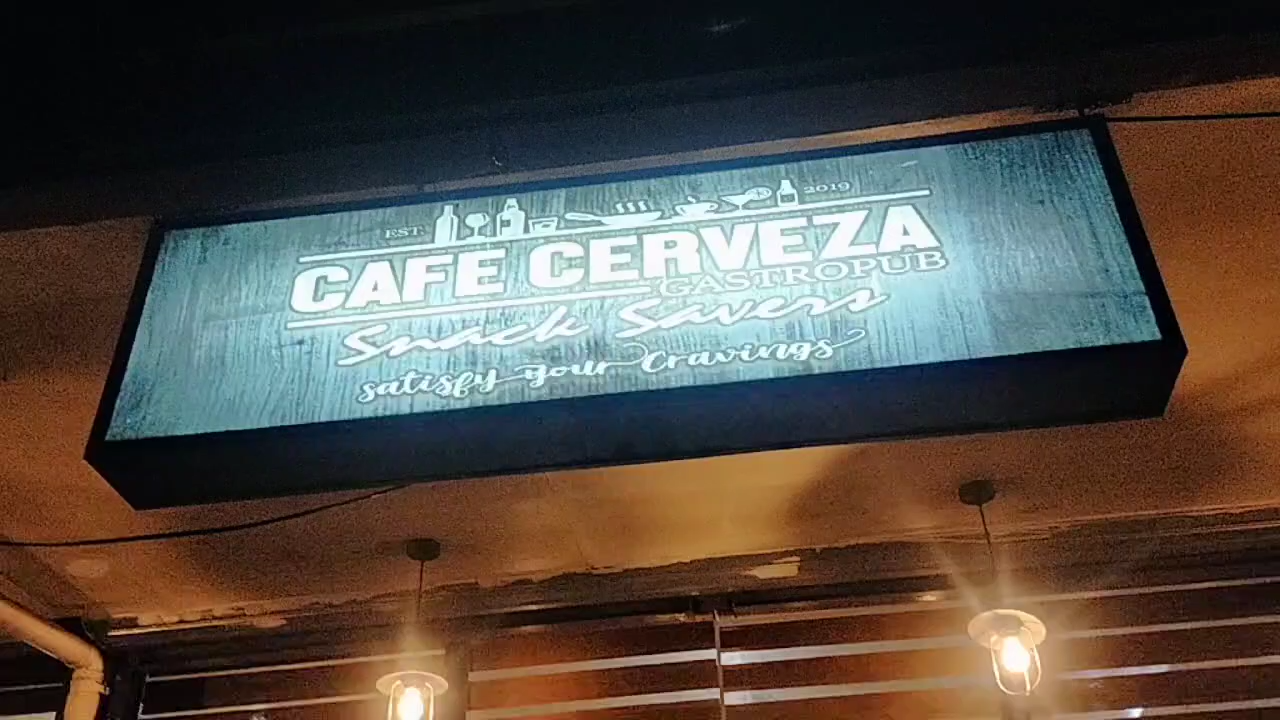 EST. 2019
CAFE CERVEZA
GASTROPUB
Snack Savers
satisfy your Cravings